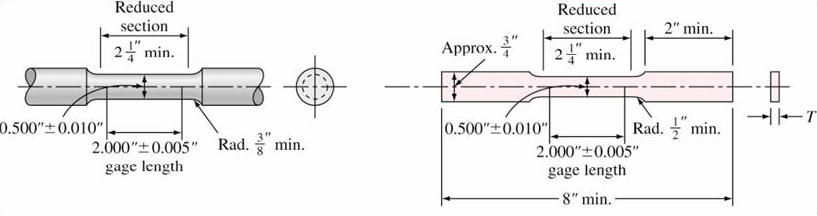 Reduced
section
2 1/4" min.
0.500"±0.010"
2.000"±0.005"
gage length
Rad. 3/8" min.
Reduced
section
2" min.
Approx. 3/4"
2 1/4" min.
0.500"±0.010"
Rad. 1/2" min.
T
2.000"±0.005"
gage length
8" min.